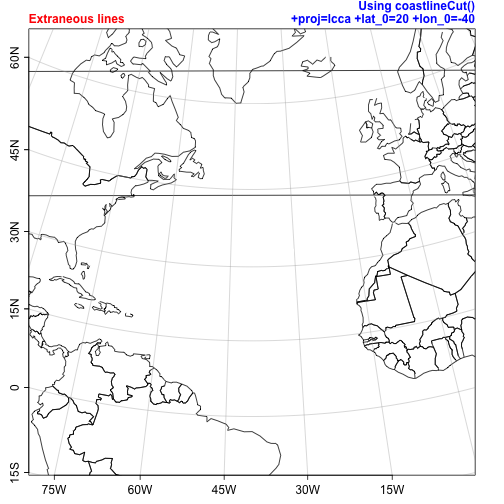 Using coastlineCut()
Extraneous lines
+proj=lcca +lat_0=20 +lon_0=-40
60N
45N
30N
15N
0
15S
75W
60W
45W
30W
15W